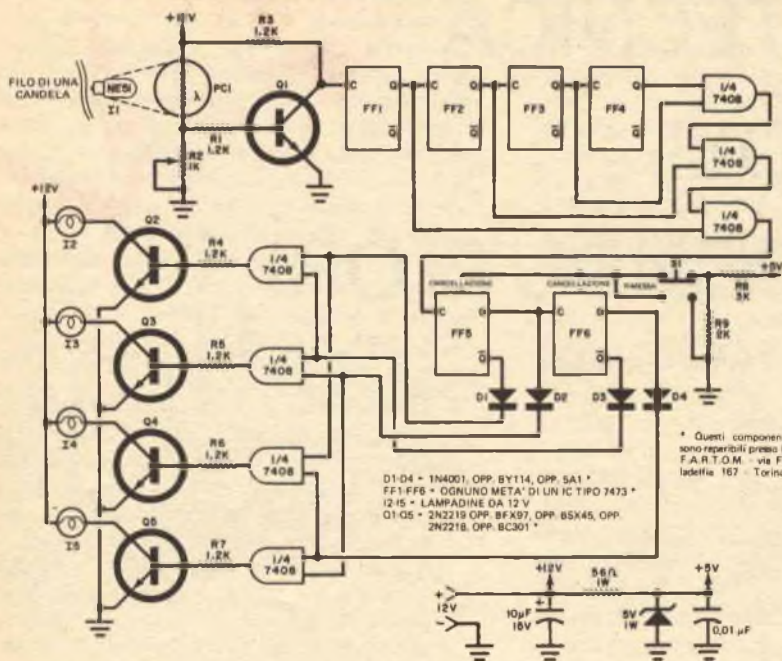 +12V
R3
1.2K
FILO DI UNA
CANDELA
NE51
I1
λ
PC1
Q1
R1
1.2K
R2
1K
C
Q
Q̅
FF1
C
Q
Q̅
FF2
C
Q
Q̅
FF3
C
Q
Q̅
FF4
1/4
7408
1/4
7408
1/4
7408
+12V
I2
Q2
R4
1.2K
1/4
7408
I3
Q3
R5
1.2K
1/4
7408
I4
Q4
R6
1.2K
1/4
7408
I5
Q5
R7
1.2K
1/4
7408
CANCELLAZIONE
C
Q
Q̅
FF5
CANCELLAZIONE
C
Q
Q̅
FF6
S1
+5V
R8
3K
R9
2K
D1
D2
D3
D4
* Questi componen
sono reperibili presso
F.A.R.T.O.M. - via F
ladelfia 167 - Torin
D1-D4 = 1N4001, OPP. BY114, OPP. 5A1 *
FF1-FF6 = OGNUNO META' DI UN IC TIPO 7473 *
I2-I5 = LAMPADINE DA 12 V
Q1-Q5 = 2N2219 OPP. BFX97, OPP. BSX45, OPP.
2N2218, OPP. BC301 *
+
12V
-
+12V
56Ω
1W
+5V
+
10µF
15V
5V
1W
0,01 µF